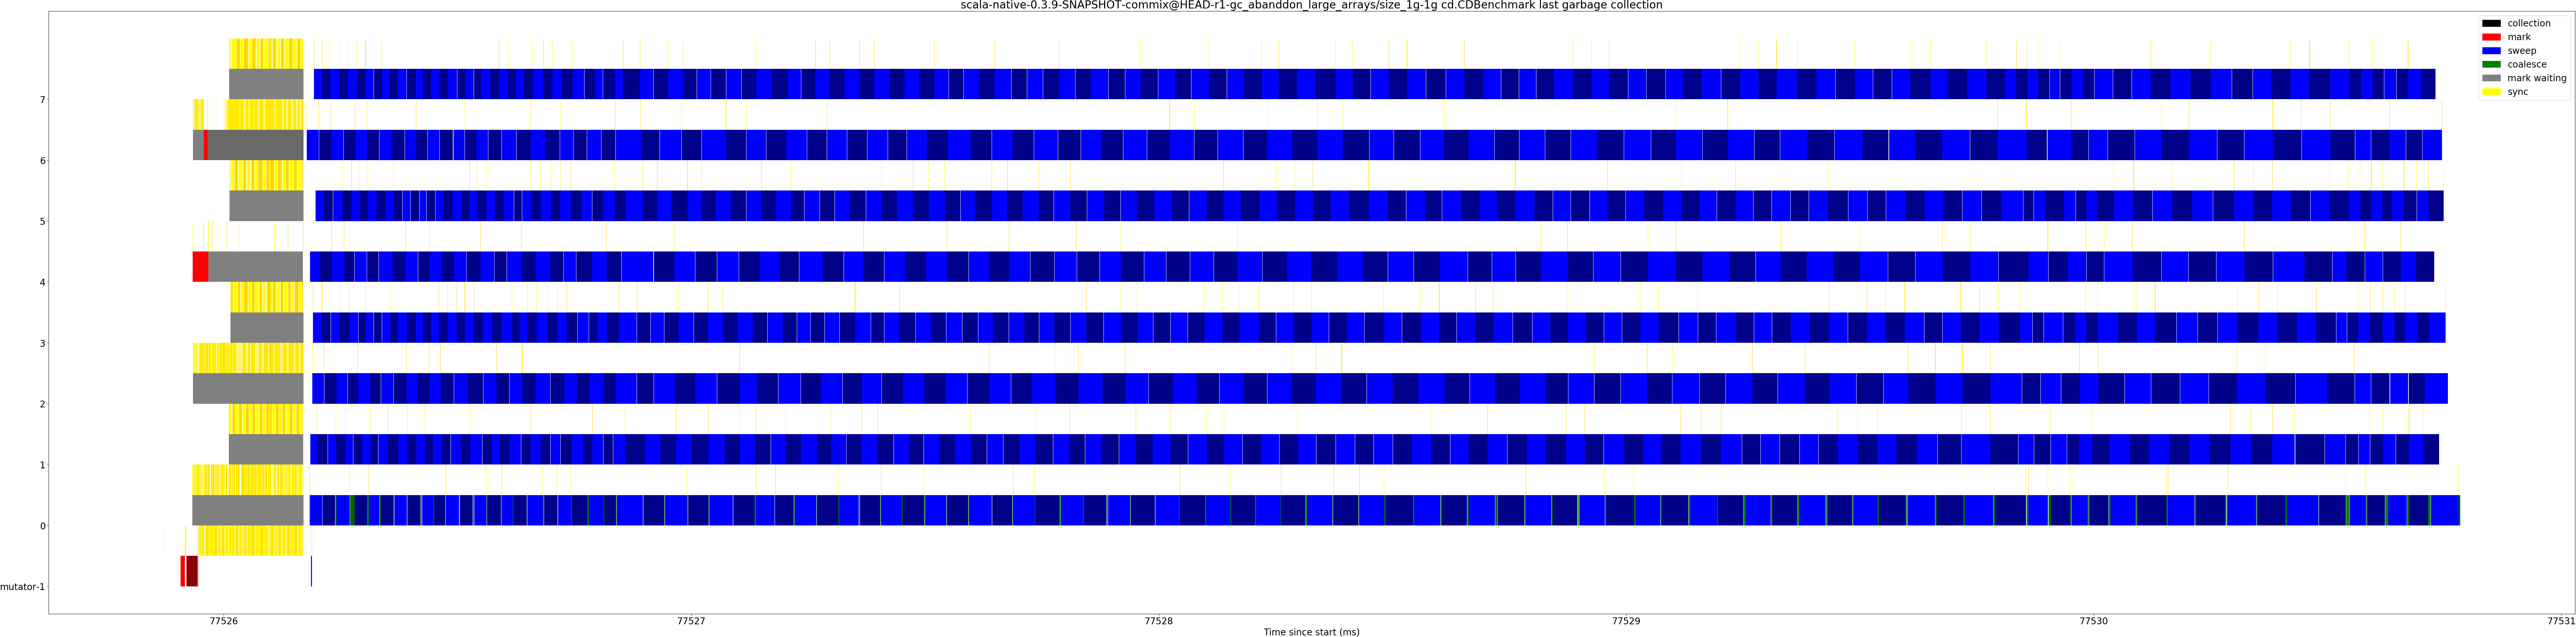 scala-native-0.3.9-SNAPSHOT-commix@HEAD-r1-gc_abanddon_large_arrays/size_1g-1g cd.CDBenchmark last garbage collection
collection
mark
sweep
coalesce
mark waiting
sync
7
6
5
4
3
2
1
0
mutator-1
77526
77527
77528
77529
77530
77531
Time since start (ms)